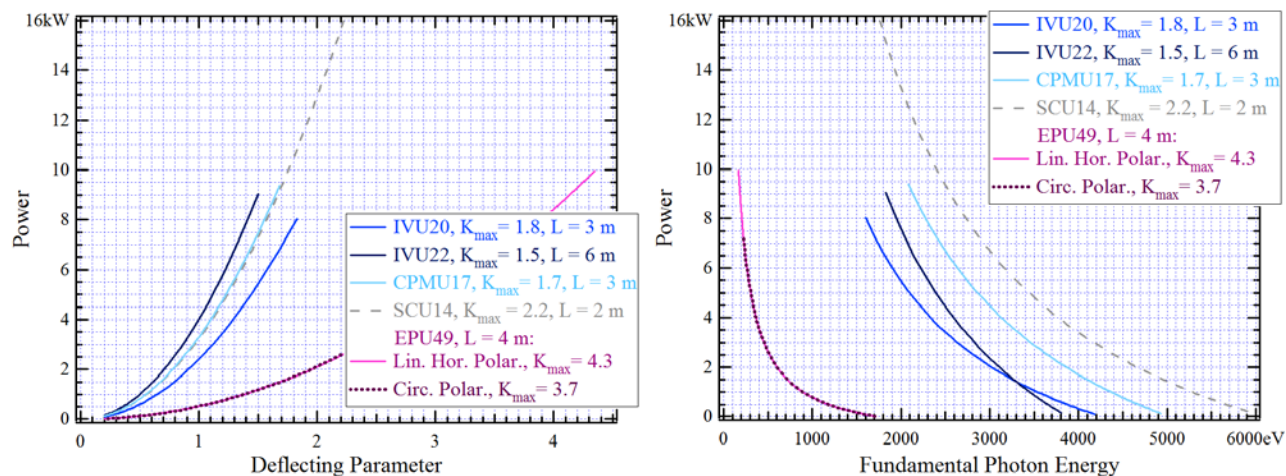 16kW
14
12
10
8
6
4
2
0
Power
0
1
2
3
4
Deflecting Parameter
IVU20, Kmax= 1.8, L = 3 m
IVU22, Kmax= 1.5, L = 6 m
CPMU17, Kmax= 1.7, L = 3 m
SCU14, Kmax = 2.2, L = 2 m
EPU49, L = 4 m:
Lin. Hor. Polar., Kmax= 4.3
Circ. Polar., Kmax= 3.7
16kW
14
12
10
8
6
4
2
0
Power
0
1000
2000
3000
4000
5000
6000eV
Fundamental Photon Energy
IVU20, Kmax= 1.8, L = 3 m
IVU22, Kmax= 1.5, L = 6 m
CPMU17, Kmax= 1.7, L = 3 m
SCU14, Kmax = 2.2, L = 2 m
EPU49, L = 4 m:
Lin. Hor. Polar., Kmax= 4.3
Circ. Polar., Kmax= 3.7